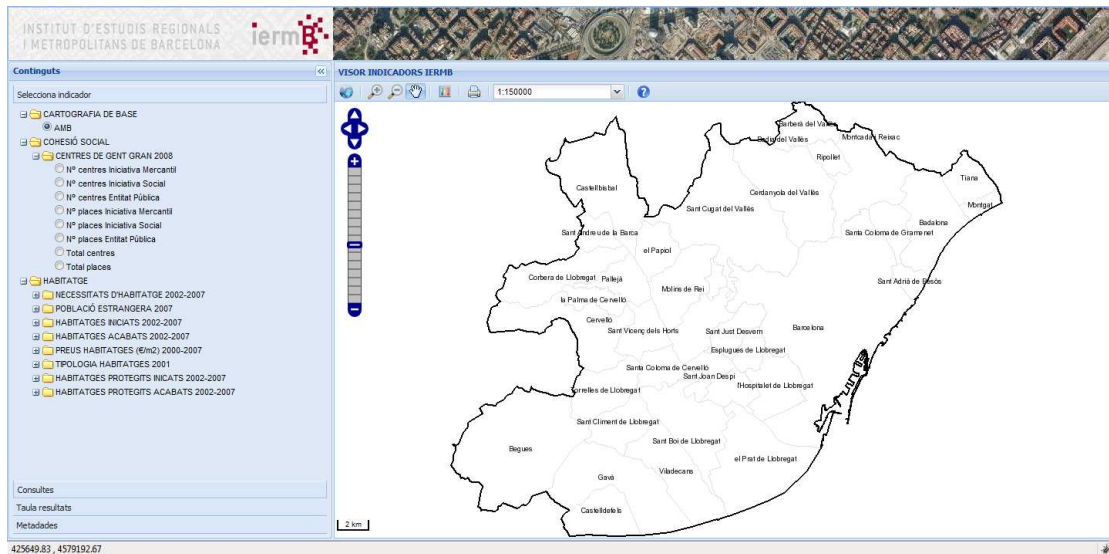 INSTITUT D'ESTUDIS REGIONALS
I METROPOLITANS DE BARCELONA
iermB
Continguts
VISOR INDICADORS IERMB
Selecciona indicador
1:150000
CARTOGRAFIA DE BASE
AMB
COHESIÓ SOCIAL
CENTRES DE GENT GRAN 2008
Nº centres Iniciativa Mercantil
Nº centres Iniciativa Social
Nº centres Entitat Pública
Nº places Iniciativa Mercantil
Nº places Iniciativa Social
Nº places Entitat Pública
Total centres
Total places
HABITATGE
NECESSITATS D'HABITATGE 2002-2007
POBLACIÓ ESTRANGERA 2007
HABITATGES INICIATS 2002-2007
HABITATGES ACABATS 2002-2007
PREUS HABITATGES (€/m2) 2000-2007
TIPOLOGIA HABITATGES 2001
HABITATGES PROTEGITS INICATS 2002-2007
HABITATGES PROTEGITS ACABATS 2002-2007
Consultes
Taula resultats
Metadades
Barberà del Vallès
Badia del Vallès
Montcada i Reixac
Ripollet
Tiana
Castellbisbal
Cerdanyola del Vallès
Montgat
Sant Cugat del Vallès
Badalona
Sant Andreu de la Barca
Santa Coloma de Gramenet
el Papiol
Corbera de Llobregat
Pallejà
Sant Adrià de Besòs
Molins de Rei
la Palma de Cervelló
Cervelló
Sant Vicenç dels Horts
Sant Just Desvern
Barcelona
Esplugues de Llobregat
Santa Coloma de Cervelló
Sant Joan Despí
l'Hospitalet de Llobregat
Torrelles de Llobregat
Sant Climent de Llobregat
Sant Boi de Llobregat
Begues
el Prat de Llobregat
Viladecans
Gavà
Castelldefels
2 km
425649.83 , 4579192.67